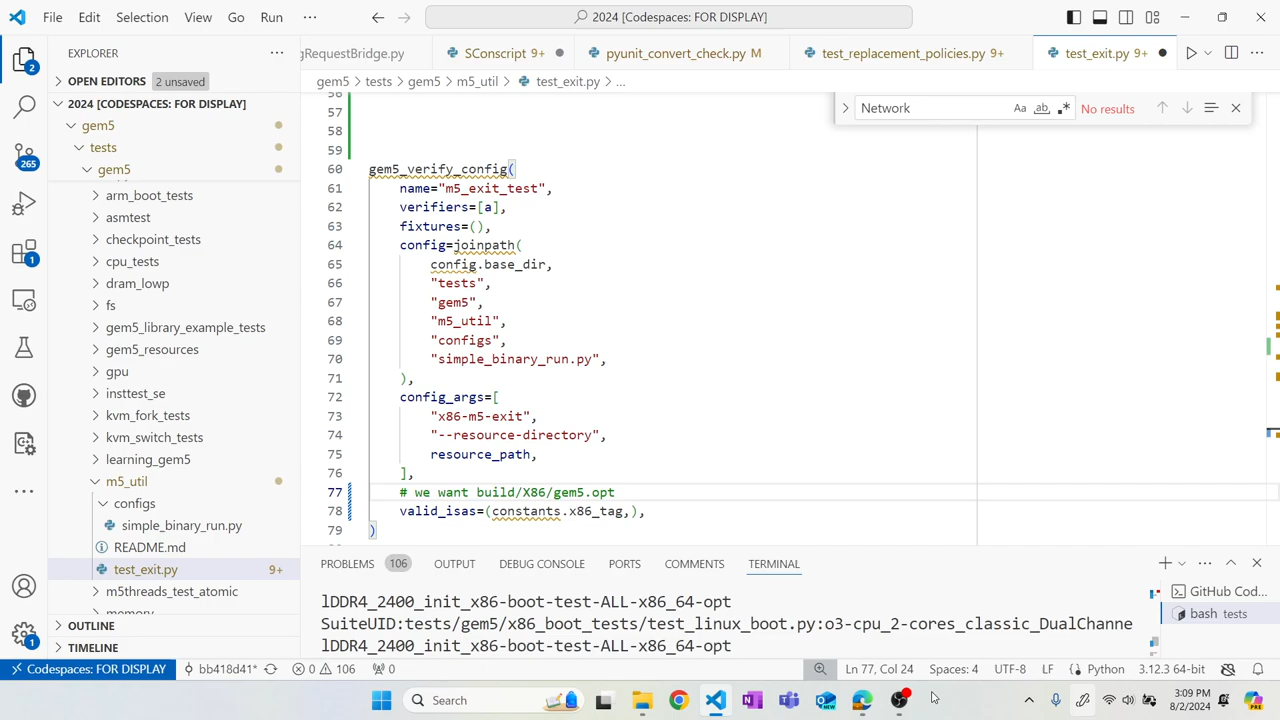 File Edit Selection View Go Run ···
2024 [Codespaces: FOR DISPLAY]
EXPLORER ···
gRequestBridge.py
SConscript 9+
pyunit_convert_check.py M
test_replacement_policies.py 9+
test_exit.py 9+
OPEN EDITORS 2 unsaved
gem5 > tests > gem5 > m5_util > test_exit.py > ...
2024 [CODESPACES: FOR DISPLAY]
gem5
tests
gem5
arm_boot_tests
asmtest
checkpoint_tests
cpu_tests
dram_lowp
fs
gem5_library_example_tests
gem5_resources
gpu
insttest_se
kvm_fork_tests
kvm_switch_tests
learning_gem5
m5_util
configs
simple_binary_run.py
README.md
test_exit.py 9+
m5threads_test_atomic
memory
OUTLINE
TIMELINE
2
265
1
1
Network Aa ab .* No results
56
57
58
59
60 gem5_verify_config(
61 name="m5_exit_test",
62 verifiers=[a],
63 fixtures=(),
64 config=joinpath(
65 config.base_dir,
66 "tests",
67 "gem5",
68 "m5_util",
69 "configs",
70 "simple_binary_run.py",
71 ),
72 config_args=[
73 "x86-m5-exit",
74 "--resource-directory",
75 resource_path,
76 ],
77 # we want build/X86/gem5.opt
78 valid_isas=(constants.x86_tag,),
79 )
PROBLEMS 106 OUTPUT DEBUG CONSOLE PORTS COMMENTS TERMINAL
lDDR4_2400_init_x86-boot-test-ALL-x86_64-opt
SuiteUID:tests/gem5/x86_boot_tests/test_linux_boot.py:o3-cpu_2-cores_classic_DualChanne
lDDR4_2400_init_x86-boot-test-ALL-x86_64-opt
GitHub Cod...
bash tests
Codespaces: FOR DISPLAY bb418d41* 0 106 0 Ln 77, Col 24 Spaces: 4 UTF-8 LF Python 3.12.3 64-bit
Search
3:09 PM
8/2/2024